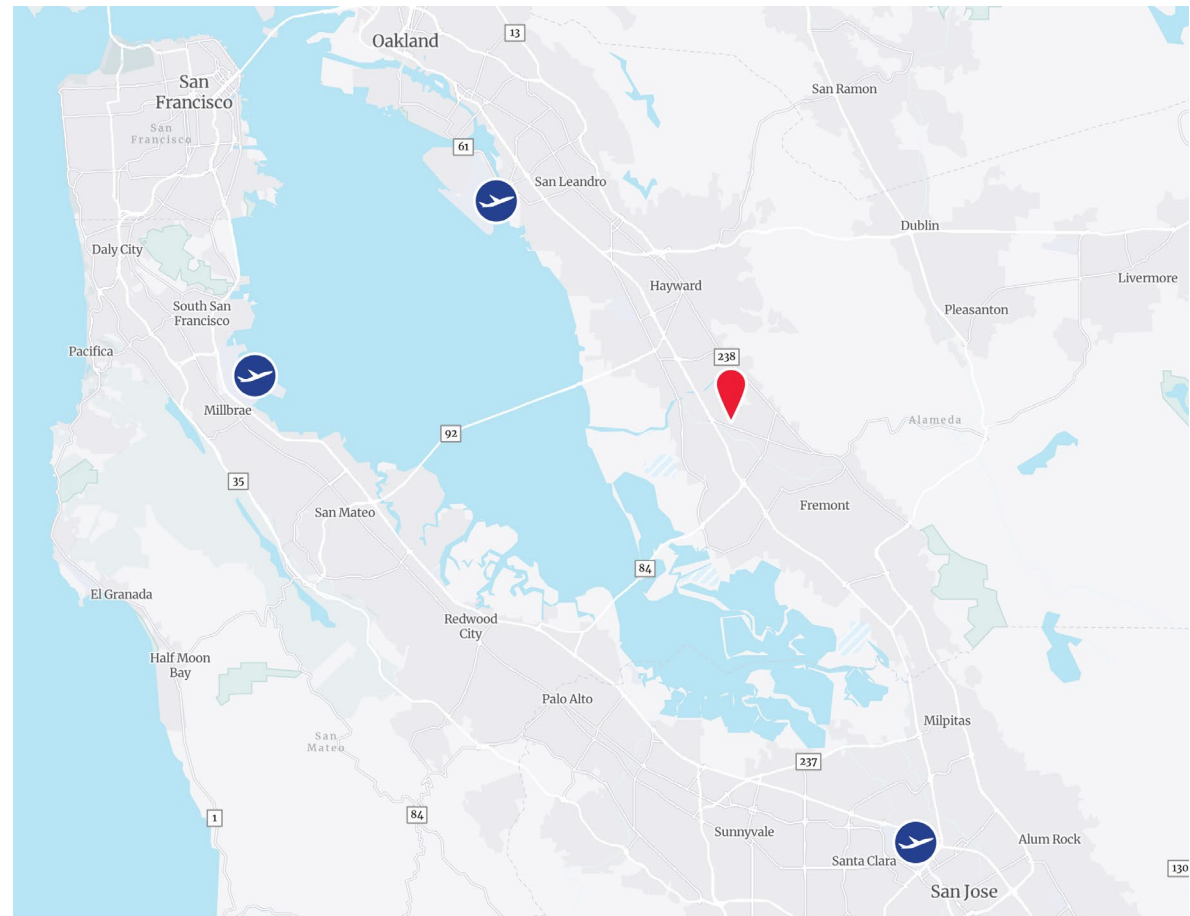 13
Oakland
San
Francisco
San Ramon
San
Francisco
61
San Leandro
Dublin
Daly City
Livermore
Hayward
South San
Francisco
Pleasanton
Pacifica
238
Millbrae
Alameda
92
35
San Mateo
Fremont
84
El Granada
Redwood
City
Half Moon
Bay
Palo Alto
Milpitas
San
Mateo
237
1
84
Sunnyvale
Alum Rock
Santa Clara
130
San Jose